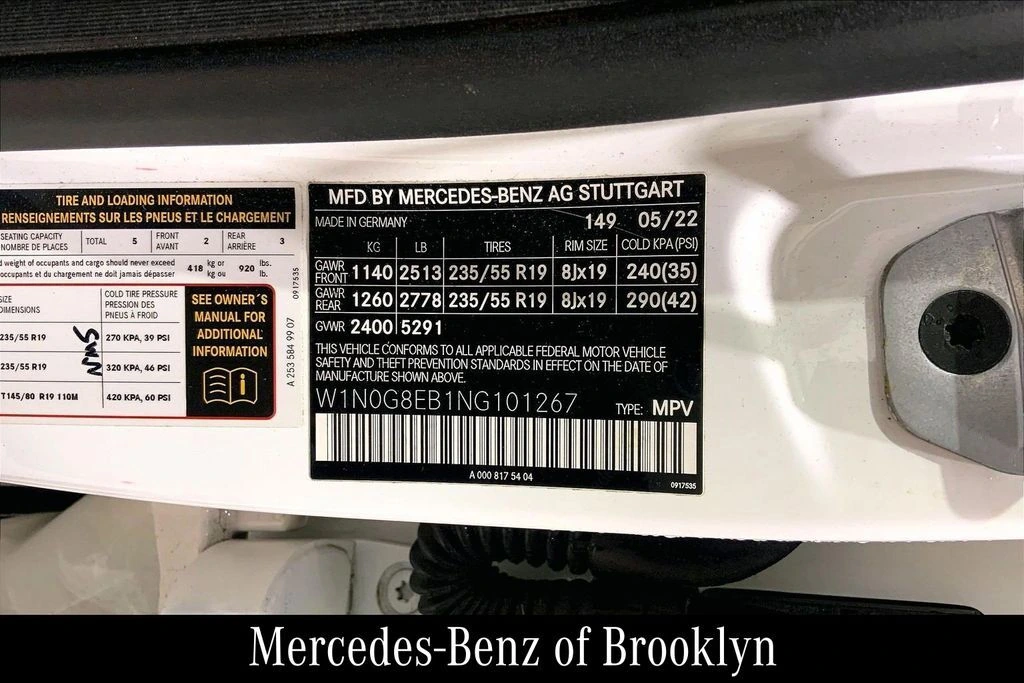 TIRE AND LOADING INFORMATION
RENSEIGNEMENTS SUR LES PNEUS ET LE CHARGEMENT
SEATING CAPACITY
NOMBRE DE PLACES
TOTAL 5
FRONT
AVANT
2
REAR
ARRIÈRE
3
weight of occupants and cargo should never exceed
occupants et du chargement ne doit jamais dépasser
418 kg or
kg ou
920 lbs.
lb.
COLD TIRE PRESSURE
PRESSION DES
PNEUS À FROID
235/55 R19
270 KPA, 39 PSI
235/55 R19
320 KPA, 46 PSI
T145/80 R19 110M
420 KPA, 60 PSI
SEE OWNER´S
MANUAL FOR
ADDITIONAL
INFORMATION
0917535
A 253 584 99 07
MFD BY MERCEDES-BENZ AG STUTTGART
MADE IN GERMANY 149 05/22
KG LB TIRES RIM SIZE COLD KPA (PSI)
GAWR
FRONT
1140 2513 235/55 R19 8Jx19 240(35)
GAWR
REAR
1260 2778 235/55 R19 8Jx19 290(42)
GVWR 2400 5291
THIS VEHICLE CONFORMS TO ALL APPLICABLE FEDERAL MOTOR VEHICLE
SAFETY AND THEFT PREVENTION STANDARDS IN EFFECT ON THE DATE OF
MANUFACTURE SHOWN ABOVE.
W1N0G8EB1NG101267 TYPE: MPV
A 000 817 54 04
0917535
Mercedes-Benz of Brooklyn